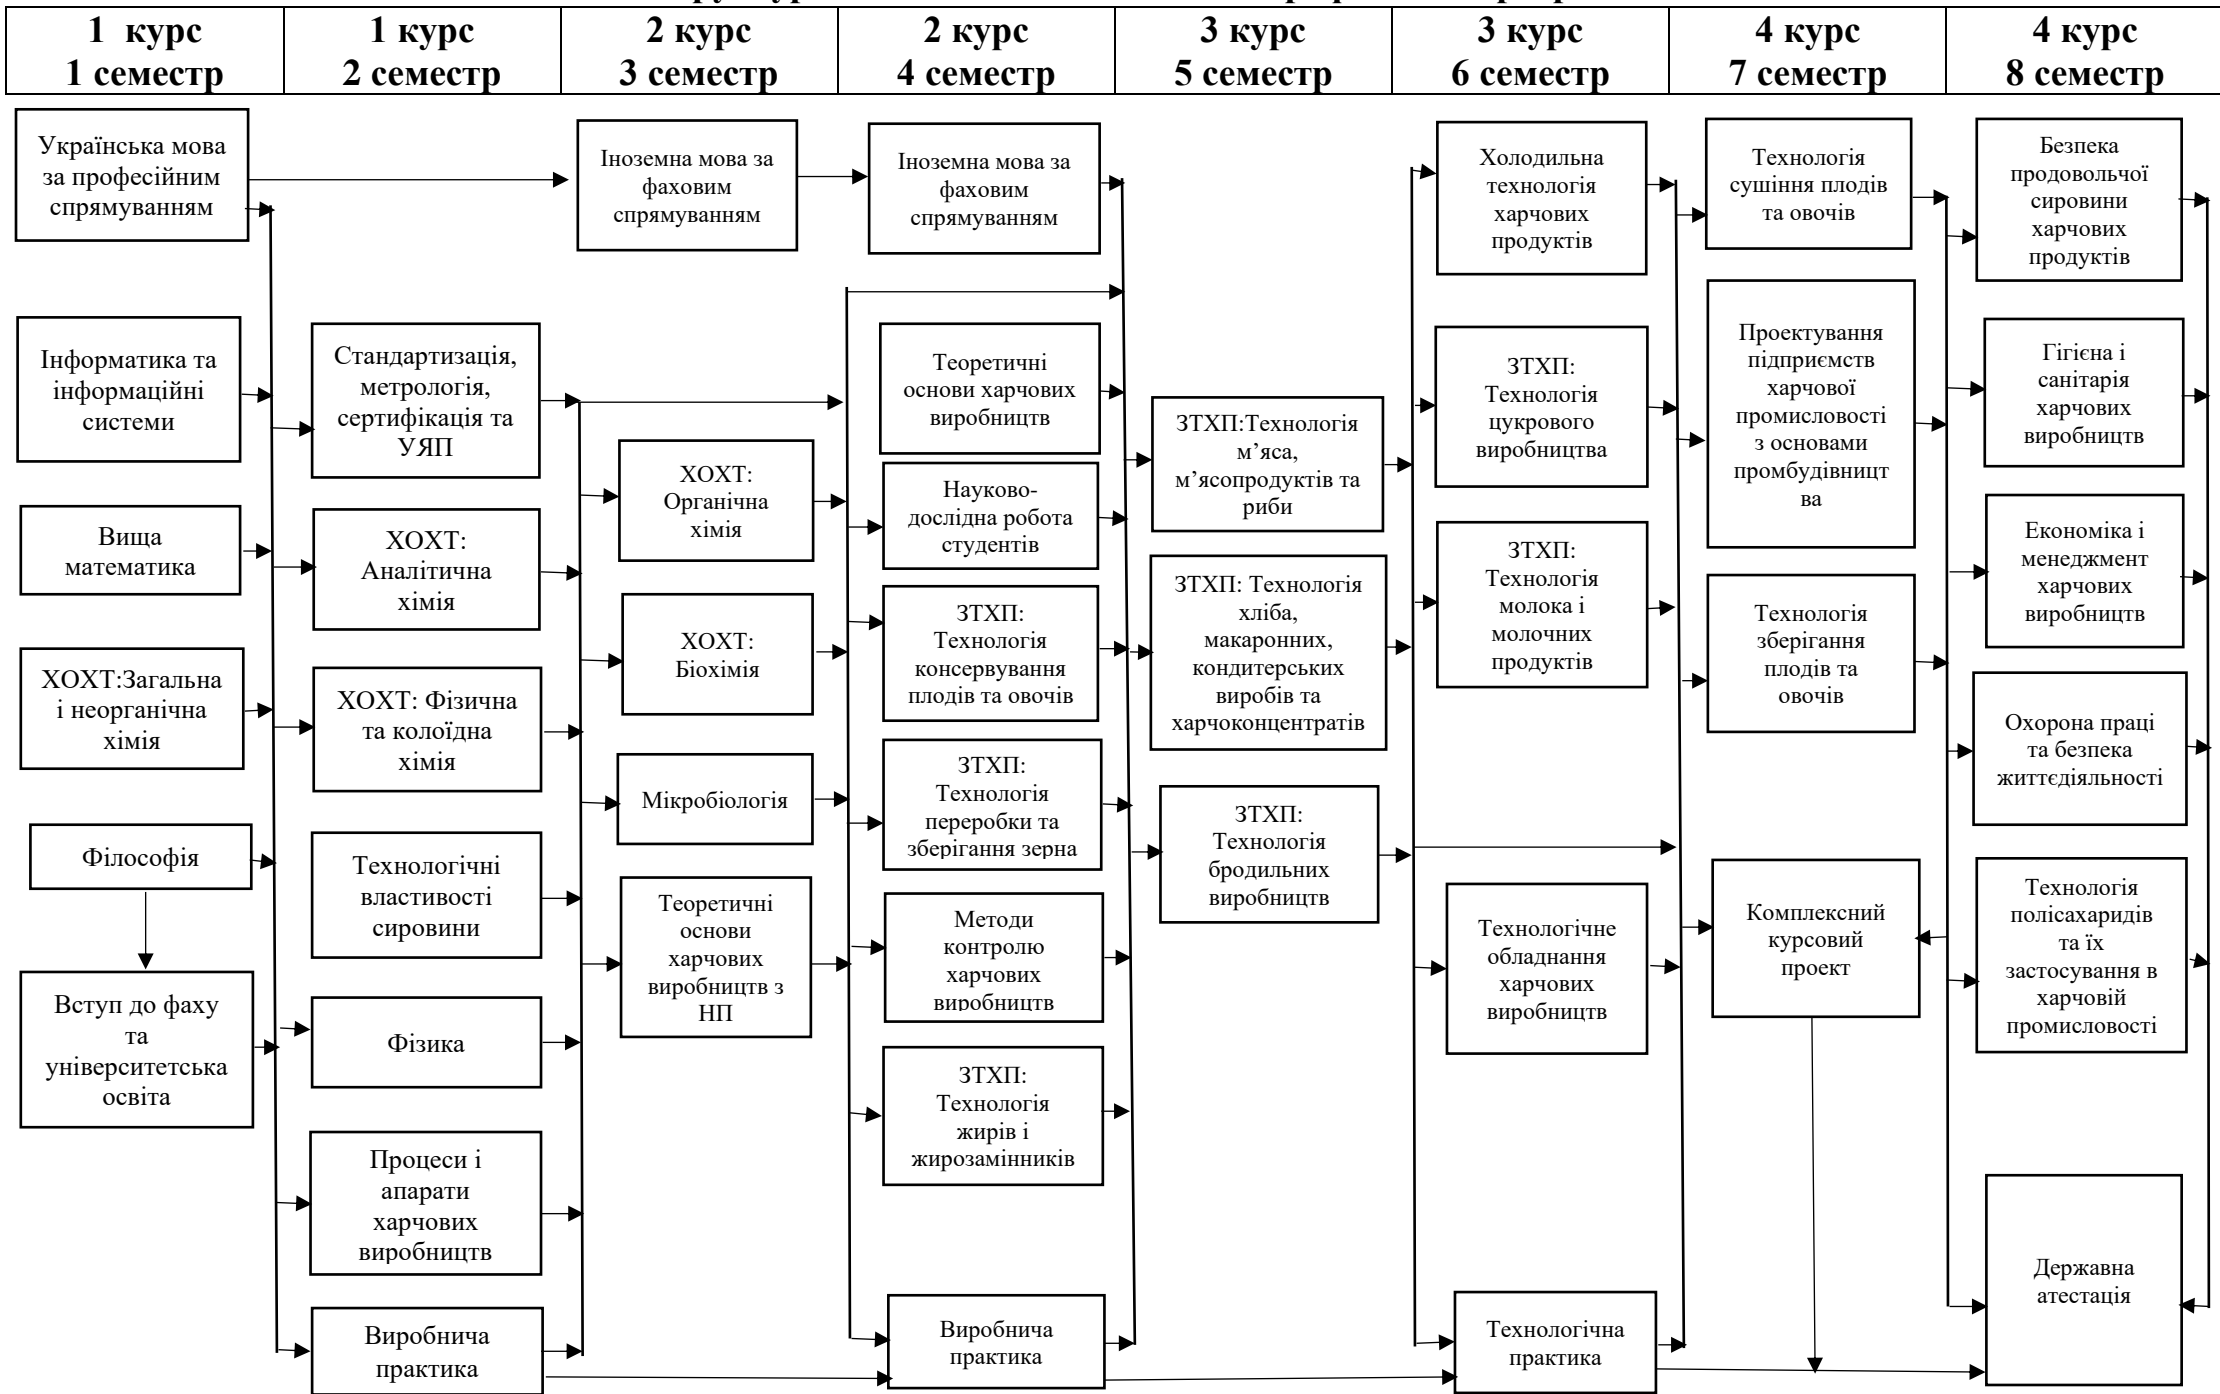 1 курс
1 семестр
1 курс
2 семестр
2 курс
3 семестр
2 курс
4 семестр
3 курс
5 семестр
3 курс
6 семестр
4 курс
7 семестр
4 курс
8 семестр
Українська мова
за професійним
спрямуванням
Інформатика та
інформаційні
системи
Вища
математика
ХОХТ:Загальна
і неорганічна
хімія
Філософія
Вступ до фаху
та
університетська
освіта
Стандартизація,
метрологія,
сертифікація та
УЯП
ХОХТ:
Аналітична
хімія
ХОХТ: Фізична
та колоїдна
хімія
Технологічні
властивості
сировини
Фізика
Процеси і
апарати
харчових
виробництв
Виробнича
практика
Іноземна мова за
фаховим
спрямуванням
ХОХТ:
Органічна
хімія
ХОХТ:
Біохімія
Мікробіологія
Теоретичні
основи
харчових
виробництв з
НП
Іноземна мова за
фаховим
спрямуванням
Теоретичні
основи харчових
виробництв
Науково-
дослідна робота
студентів
ЗТХП:
Технологія
консервування
плодів та овочів
ЗТХП:
Технологія
переробки та
зберігання зерна
Методи
контролю
харчових
виробництв
ЗТХП:
Технологія
жирів і
жирозамінників
Виробнича
практика
ЗТХП:Технологія
м’яса,
м’ясопродуктів та
риби
ЗТХП: Технологія
хліба,
макаронних,
кондитерських
виробів та
харчоконцентратів
ЗТХП:
Технологія
бродильних
виробництв
Холодильна
технологія
харчових
продуктів
ЗТХП:
Технологія
цукрового
виробництва
ЗТХП:
Технологія
молока і
молочних
продуктів
Технологічне
обладнання
харчових
виробництв
Технологічна
практика
Технологія
сушіння плодів
та овочів
Проектування
підприємств
харчової
промисловості
з основами
промбудівницт
ва
Технологія
зберігання
плодів та
овочів
Комплексний
курсовий
проект
Безпека
продовольчої
сировини
харчових
продуктів
Гігієна і
санітарія
харчових
виробництв
Економіка і
менеджмент
харчових
виробництв
Охорона праці
та безпека
життєдіяльності
Технологія
полісахаридів
та їх
застосування в
харчовій
промисловості
Державна
атестація